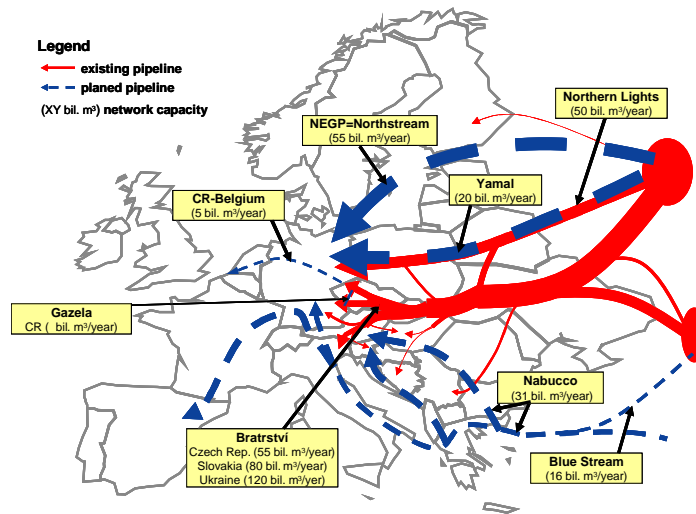 Legend
existing pipeline
planed pipeline
(XY bil. m³) network capacity
NEGP=Northstream
(55 bil. m³/year)
Northern Lights
(50 bil. m³/year)
CR-Belgium
(5 bil. m³/year)
Yamal
(20 bil. m³/year)
Gazela
CR ( bil. m³/year)
Bratrství
Czech Rep. (55 bil. m³/year)
Slovakia (80 bil. m³/year)
Ukraine (120 bil. m³/yer)
Nabucco
(31 bil. m³/year)
Blue Stream
(16 bil. m³/year)